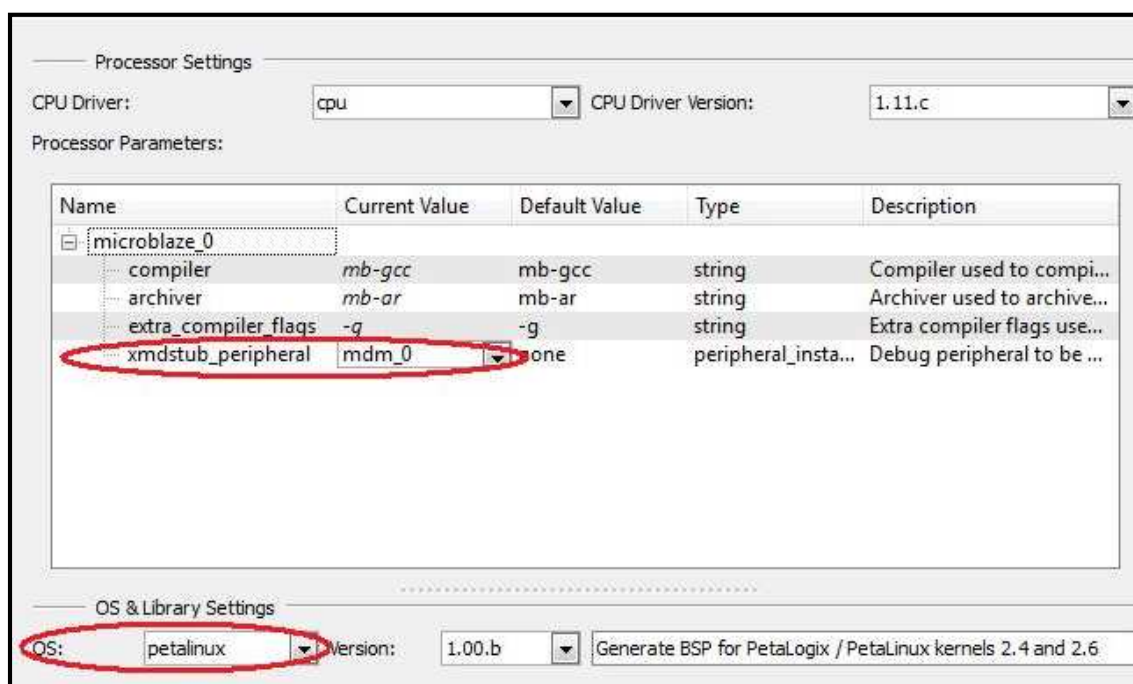 Processor Settings
CPU Driver: cpu CPU Driver Version: 1.11.c
Processor Parameters:
Name Current Value Default Value Type Description
microblaze_0
compiler mb-gcc mb-gcc string Compiler used to compi...
archiver mb-ar mb-ar string Archiver used to archive...
extra_compiler_flags -g -g string Extra compiler flags use...
xmdstub_peripheral mdm_0 none peripheral_insta... Debug peripheral to be ...
OS & Library Settings
OS: petalinux Version: 1.00.b Generate BSP for PetaLogix / PetaLinux kernels 2.4 and 2.6